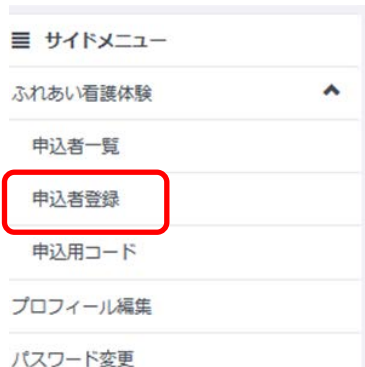 サイドメニュー
ふれあい看護体験
申込者一覧
申込者登録
申込用コード
プロフィール編集
パスワード変更